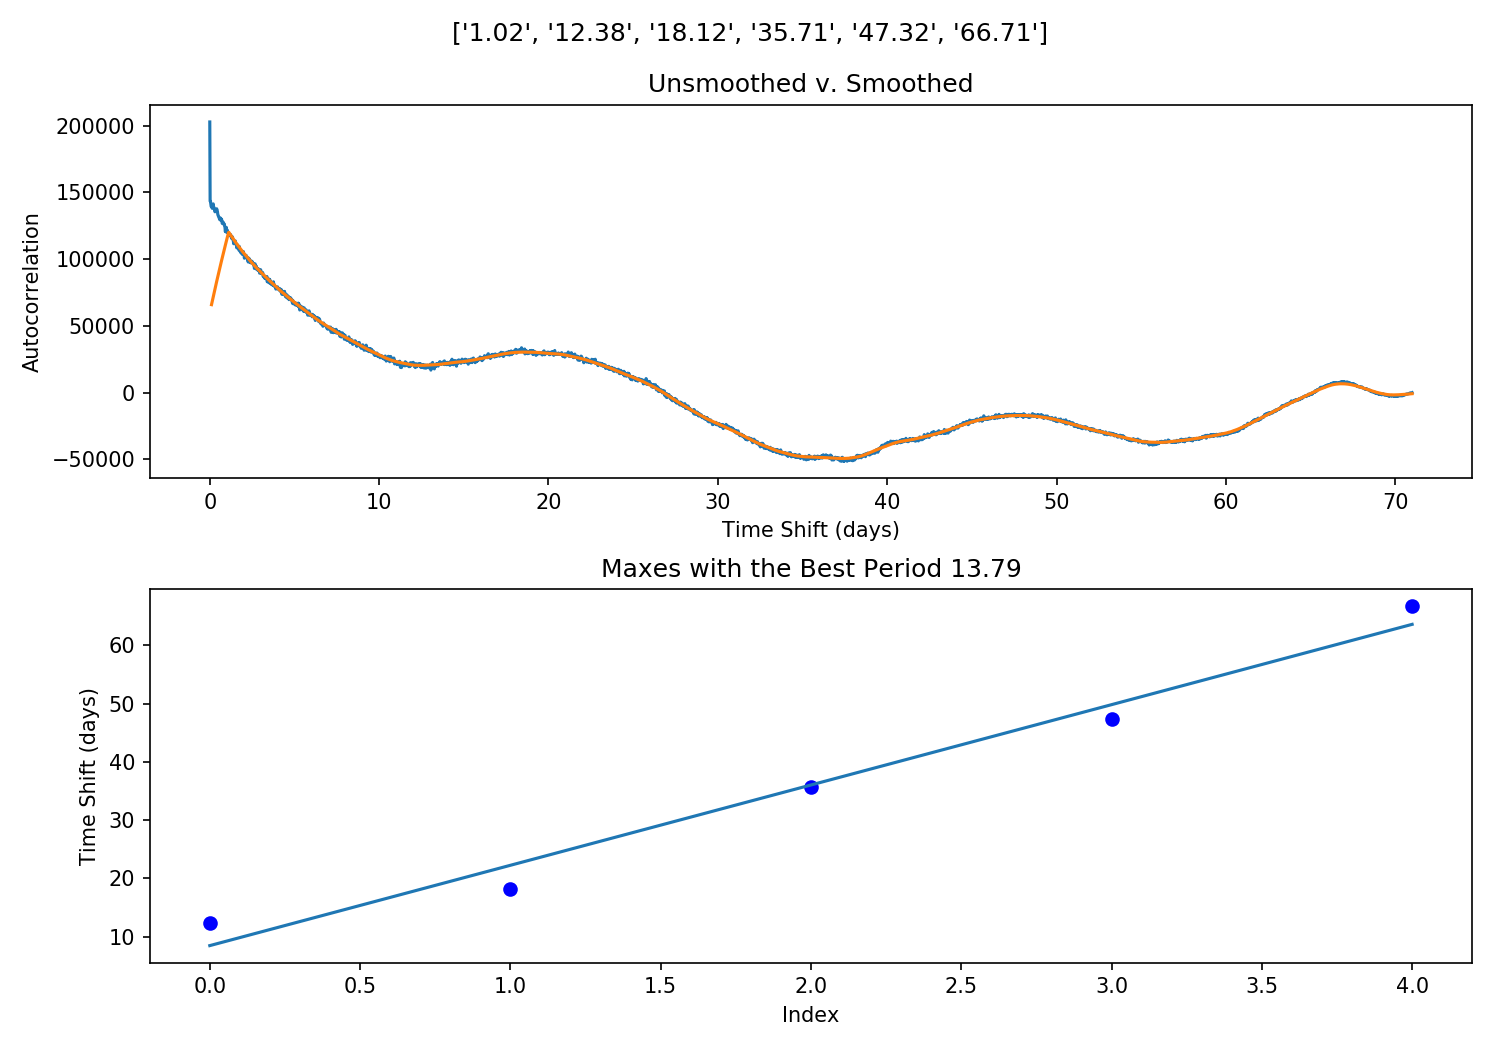 ['1.02', '12.38', '18.12', '35.71', '47.32', '66.71']
Unsmoothed v. Smoothed
200000
150000
100000
50000
0
−50000
Autocorrelation
0 10 20 30 40 50 60 70
Time Shift (days)
Maxes with the Best Period 13.79
60
50
40
30
20
10
Time Shift (days)
0.0 0.5 1.0 1.5 2.0 2.5 3.0 3.5 4.0
Index